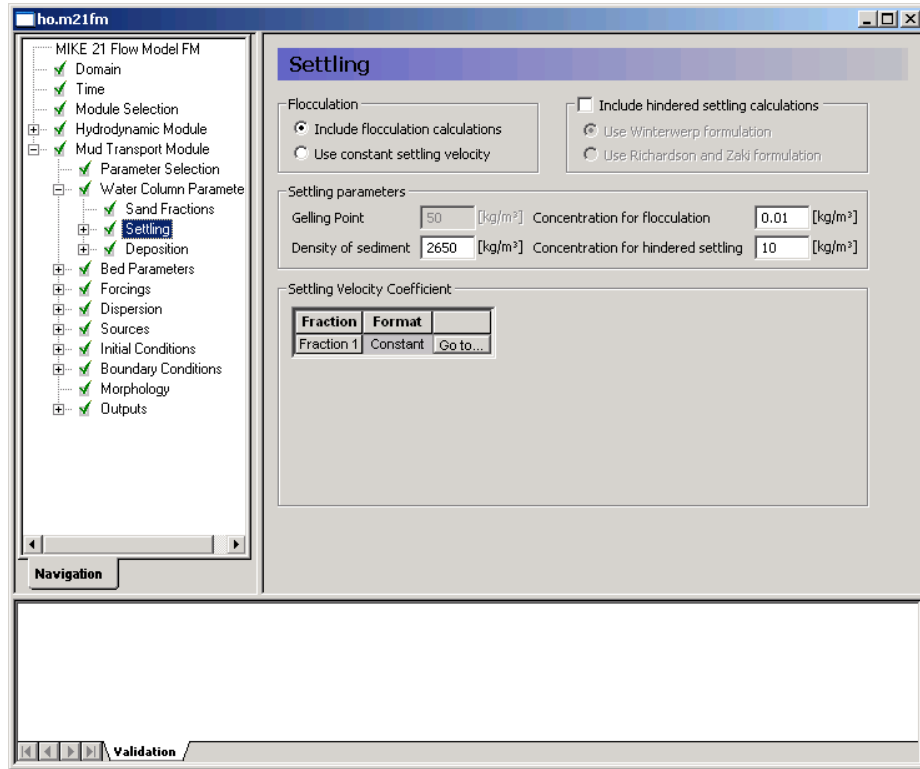 ho.m21fm
MIKE 21 Flow Model FM
Domain
Time
Module Selection
Hydrodynamic Module
Mud Transport Module
Parameter Selection
Water Column Paramete
Sand Fractions
Settling
Deposition
Bed Parameters
Forcings
Dispersion
Sources
Initial Conditions
Boundary Conditions
Morphology
Outputs
Navigation
Settling
Flocculation
Include flocculation calculations
Use constant settling velocity
Include hindered settling calculations
Use Winterwerp formulation
Use Richardson and Zaki formulation
Settling parameters
Gelling Point 50 [kg/m³] Concentration for flocculation 0.01 [kg/m³]
Density of sediment 2650 [kg/m³] Concentration for hindered settling 10 [kg/m³]
Settling Velocity Coefficient
Fraction Format
Fraction 1 Constant Go to...
Validation